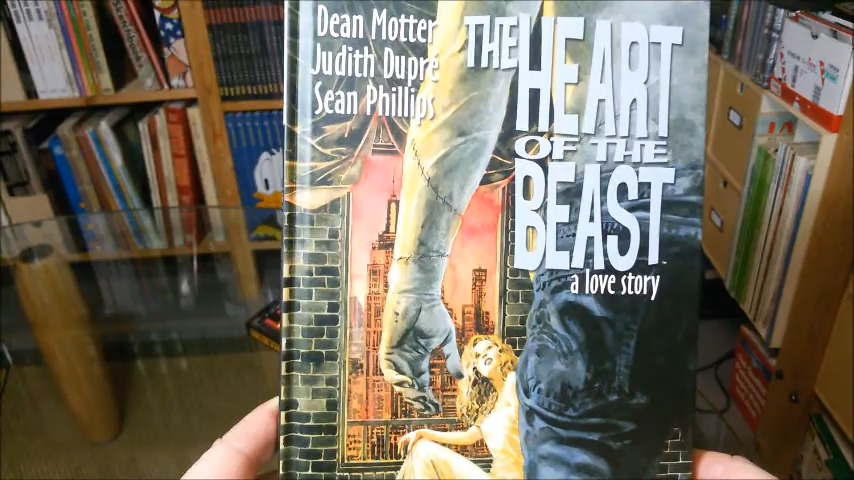 Dean Motter
Judith Dupré
Sean Phillips
THE HEART
OF THE
BEAST
a love story